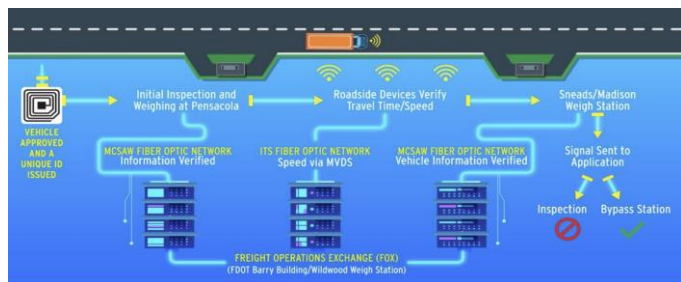 Initial Inspection and
Weighing at Pensacola
Roadside Devices Verify
Travel Time/Speed
Sneads/Madison
Weigh Station
VEHICLE
APPROVED
AND A
UNIQUE ID
ISSUED
MCSAW FIBER OPTIC NETWORK
Information Verified
ITS FIBER OPTIC NETWORK
Speed via MVDS
MCSAW FIBER OPTIC NETWORK
Vehicle Information Verified
Signal Sent to
Application
Inspection
Bypass Station
FREIGHT OPERATIONS EXCHANGE (FOX)
(FDOT Barry Building/Wildwood Weigh Station)